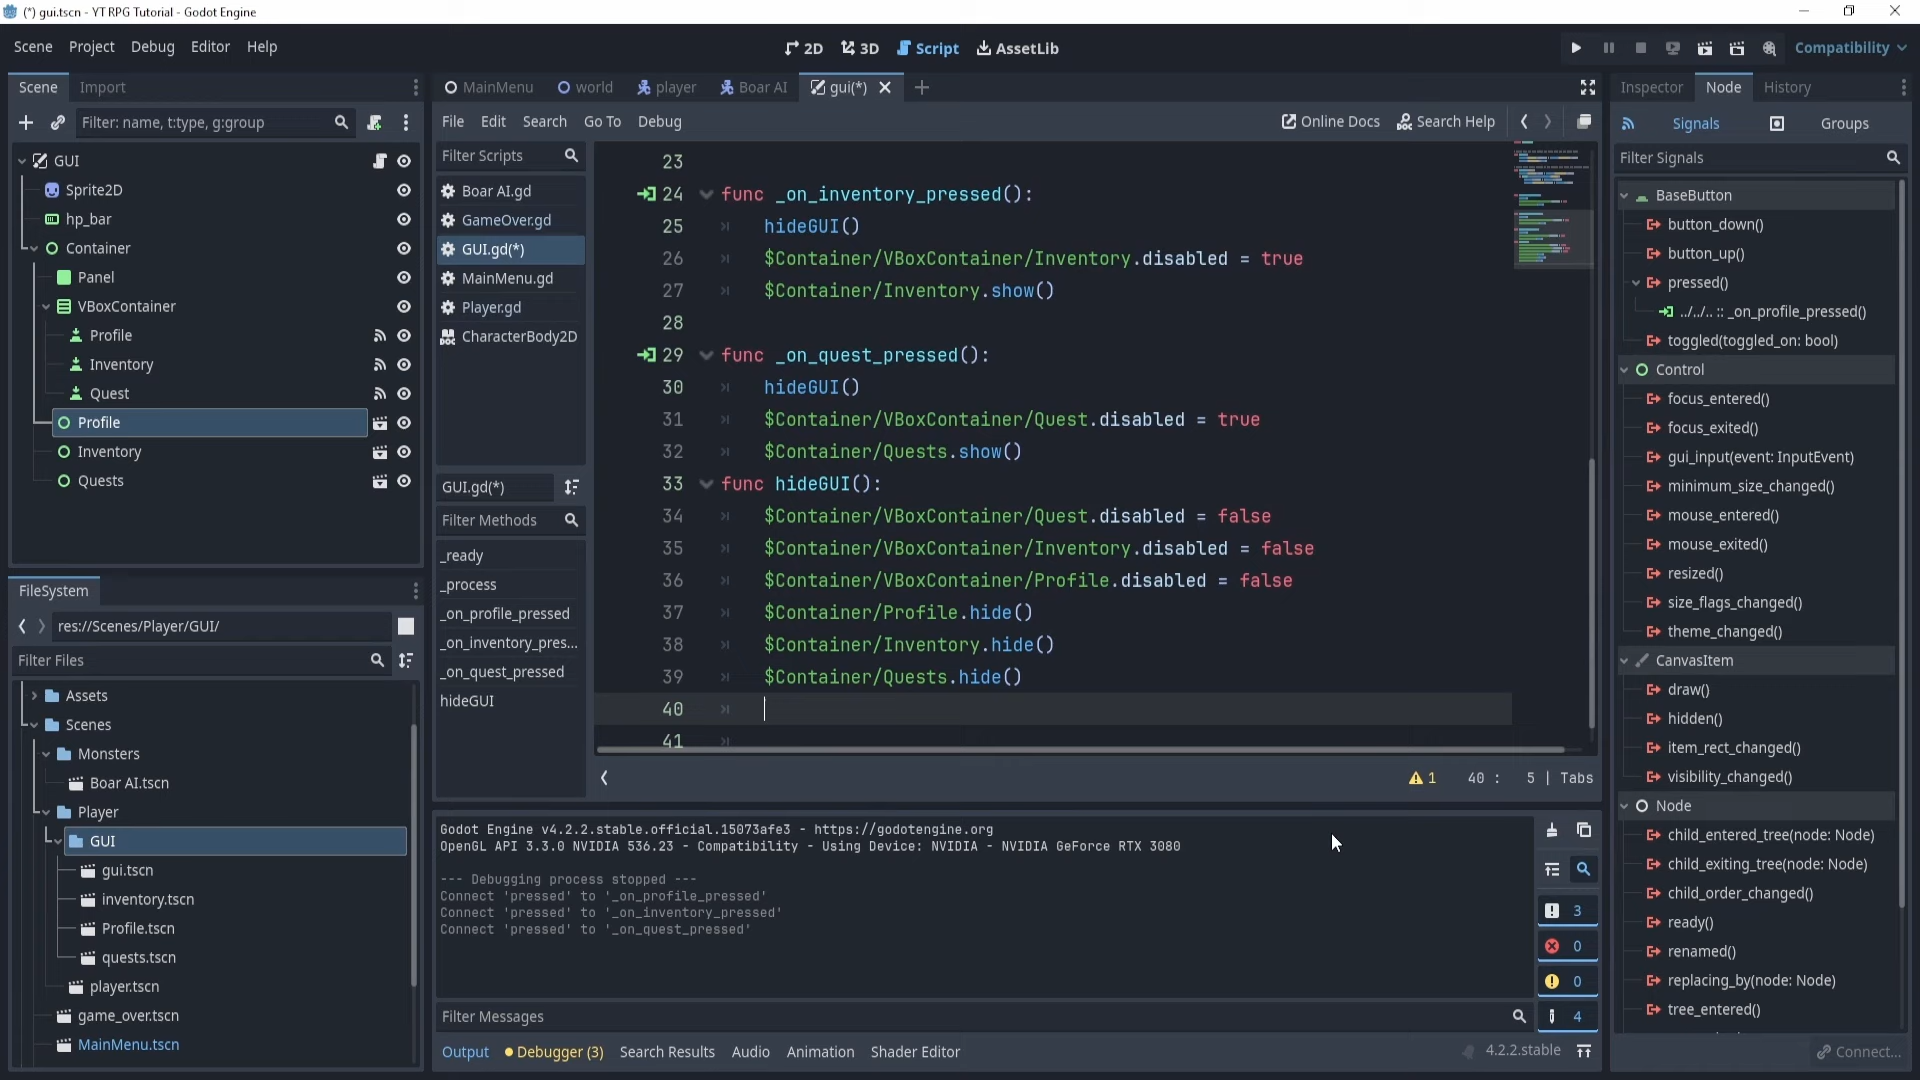 (*) gui.tscn - YT RPG Tutorial - Godot Engine
Scene Project Debug Editor Help
2D 3D Script AssetLib
Compatibility
Scene Import
Filter: name, t:type, g:group
GUI
Sprite2D
hp_bar
Container
Panel
VBoxContainer
Profile
Inventory
Quest
Profile
Inventory
Quests
FileSystem
res://Scenes/Player/GUI/
Filter Files
Assets
Scenes
Monsters
Boar AI.tscn
Player
GUI
gui.tscn
inventory.tscn
Profile.tscn
quests.tscn
player.tscn
game_over.tscn
MainMenu.tscn
MainMenu world player Boar AI gui(*)
File Edit Search Go To Debug
Online Docs Search Help
Filter Scripts
Boar AI.gd
GameOver.gd
GUI.gd(*)
MainMenu.gd
Player.gd
CharacterBody2D
GUI.gd(*)
Filter Methods
_ready
_process
_on_profile_pressed
_on_inventory_pres...
_on_quest_pressed
hideGUI
23
24 func _on_inventory_pressed():
25 hideGUI()
26 $Container/VBoxContainer/Inventory.disabled = true
27 $Container/Inventory.show()
28
29 func _on_quest_pressed():
30 hideGUI()
31 $Container/VBoxContainer/Quest.disabled = true
32 $Container/Quests.show()
33 func hideGUI():
34 $Container/VBoxContainer/Quest.disabled = false
35 $Container/VBoxContainer/Inventory.disabled = false
36 $Container/VBoxContainer/Profile.disabled = false
37 $Container/Profile.hide()
38 $Container/Inventory.hide()
39 $Container/Quests.hide()
40
41
1 40 : 5 | Tabs
Godot Engine v4.2.2.stable.official.15073afe3 - https://godotengine.org
OpenGL API 3.3.0 NVIDIA 536.23 - Compatibility - Using Device: NVIDIA - NVIDIA GeForce RTX 3080
--- Debugging process stopped ---
Connect 'pressed' to '_on_profile_pressed'
Connect 'pressed' to '_on_inventory_pressed'
Connect 'pressed' to '_on_quest_pressed'
3
0
0
4
Filter Messages
Output Debugger (3) Search Results Audio Animation Shader Editor
4.2.2.stable
Inspector Node History
Signals Groups
Filter Signals
BaseButton
button_down()
button_up()
pressed()
../../.. :: _on_profile_pressed()
toggled(toggled_on: bool)
Control
focus_entered()
focus_exited()
gui_input(event: InputEvent)
minimum_size_changed()
mouse_entered()
mouse_exited()
resized()
size_flags_changed()
theme_changed()
CanvasItem
draw()
hidden()
item_rect_changed()
visibility_changed()
Node
child_entered_tree(node: Node)
child_exiting_tree(node: Node)
child_order_changed()
ready()
renamed()
replacing_by(node: Node)
tree_entered()
Connect...